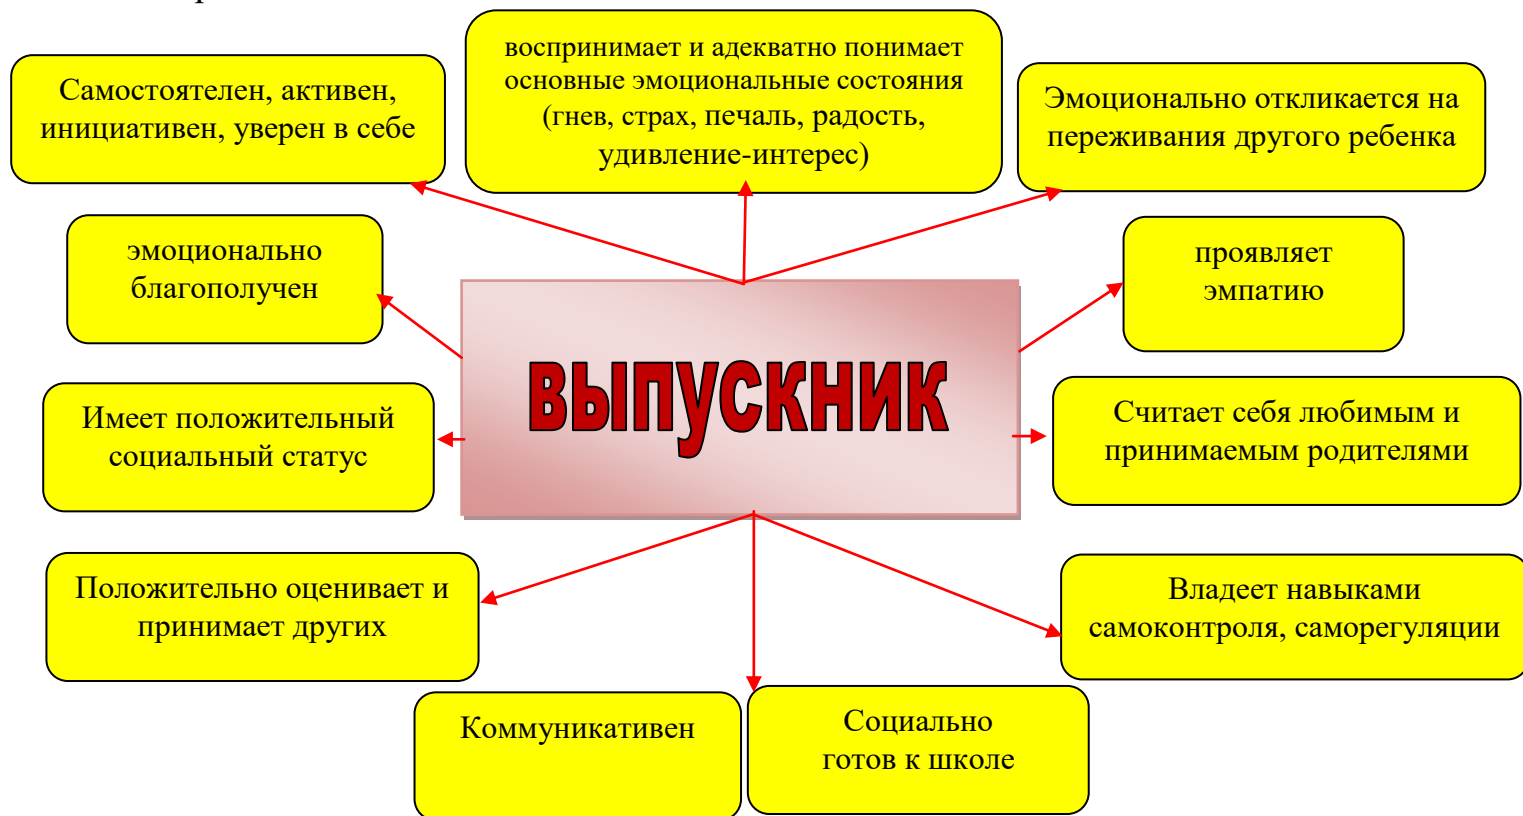 воспринимает и адекватно понимает
основные эмоциональные состояния
(гнев, страх, печаль, радость,
удивление-интерес)
Самостоятелен, активен,
инициативен, уверен в себе
Эмоционально откликается на
переживания другого ребенка
эмоционально
благополучен
проявляет
эмпатию
выпускник
Имеет положительный
социальный статус
Считает себя любимым и
принимаемым родителями
Положительно оценивает и
принимает других
Владеет навыками
самоконтроля, саморегуляции
Коммуникативен
Социально
готов к школе